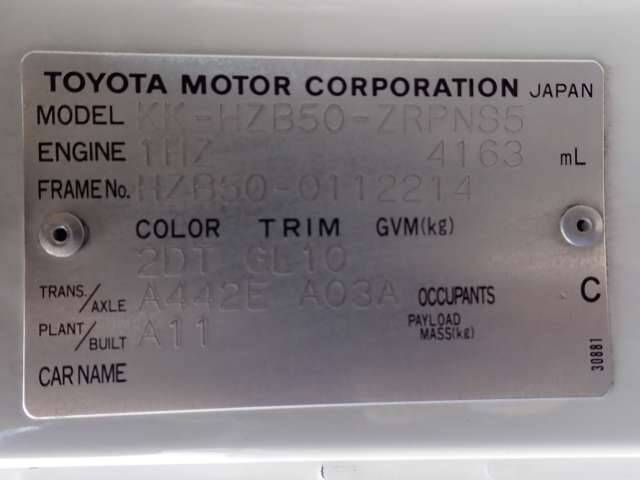 TOYOTA MOTOR CORPORATION JAPAN
MODEL KK-HZB50-ZRPNS5
ENGINE 1HZ 4163 mL
FRAME No. HZB50-0112214
COLOR TRIM GVM(kg)
2DT GL10
TRANS./AXLE A442E A03A OCCUPANTS C
PLANT/BUILT A11 PAYLOAD MASS(kg)
CAR NAME
30881